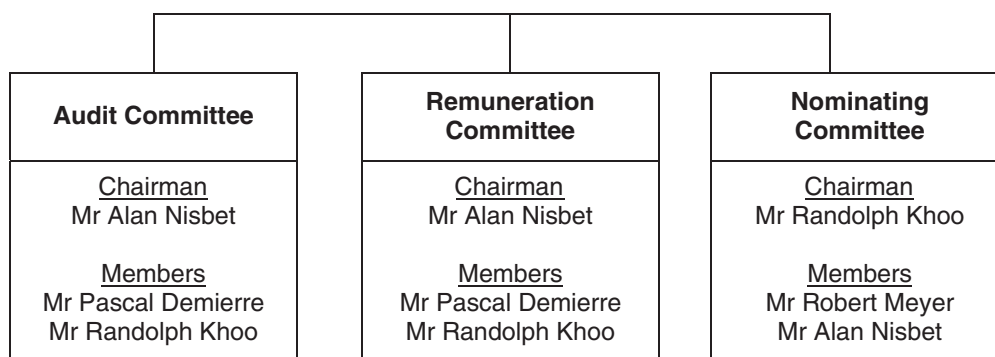 Audit Committee
Chairman
Mr Alan Nisbet
Members
Mr Pascal Demierre
Mr Randolph Khoo
Remuneration
Committee
Chairman
Mr Alan Nisbet
Members
Mr Pascal Demierre
Mr Randolph Khoo
Nominating
Committee
Chairman
Mr Randolph Khoo
Members
Mr Robert Meyer
Mr Alan Nisbet